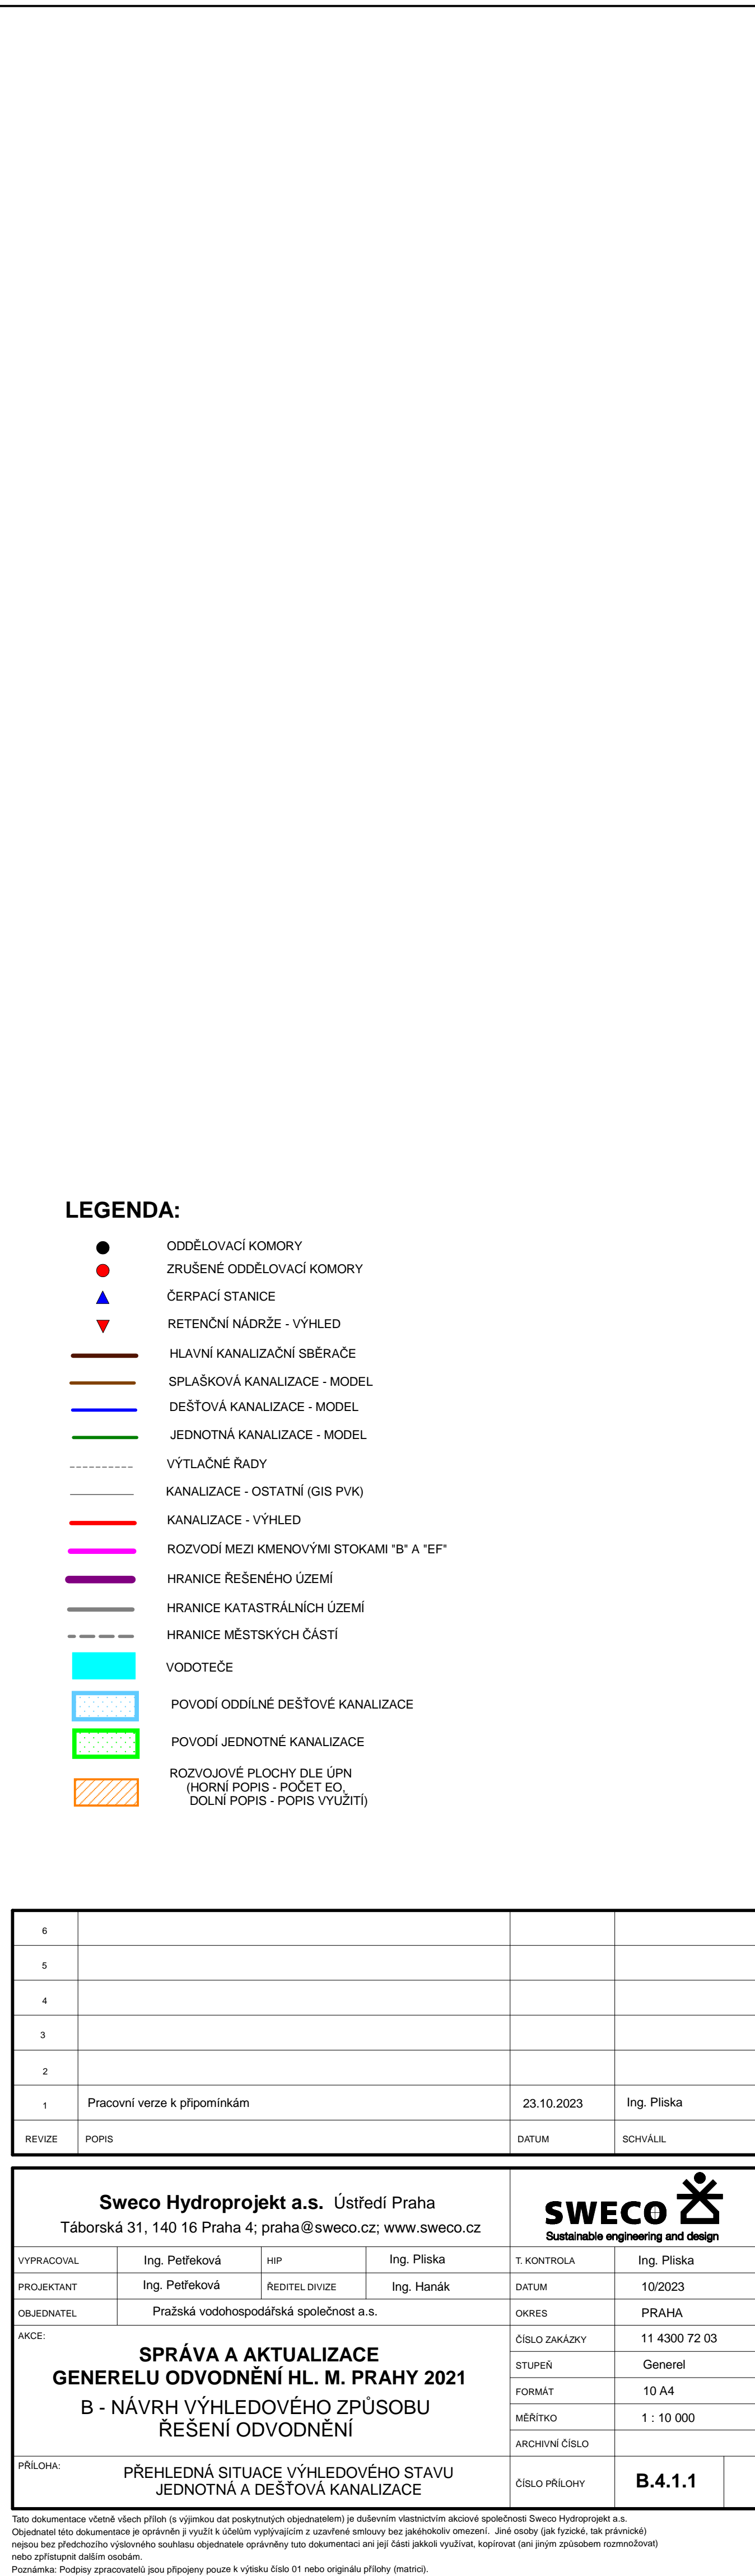 LEGENDA:
ODDĚLOVACÍ KOMORY
ZRUŠENÉ ODDĚLOVACÍ KOMORY
ČERPACÍ STANICE
RETENČNÍ NÁDRŽE - VÝHLED
HLAVNÍ KANALIZAČNÍ SBĚRAČE
SPLAŠKOVÁ KANALIZACE - MODEL
DEŠŤOVÁ KANALIZACE - MODEL
JEDNOTNÁ KANALIZACE - MODEL
VÝTLAČNÉ ŘADY
KANALIZACE - OSTATNÍ (GIS PVK)
KANALIZACE - VÝHLED
ROZVODÍ MEZI KMENOVÝMI STOKAMI "B" A "EF"
HRANICE ŘEŠENÉHO ÚZEMÍ
HRANICE KATASTRÁLNÍCH ÚZEMÍ
HRANICE MĚSTSKÝCH ČÁSTÍ
VODOTEČE
POVODÍ ODDÍLNÉ DEŠŤOVÉ KANALIZACE
POVODÍ JEDNOTNÉ KANALIZACE
ROZVOJOVÉ PLOCHY DLE ÚPN
(HORNÍ POPIS - POČET EO,
DOLNÍ POPIS - POPIS VYUŽITÍ)
6
5
4
3
2
1 Pracovní verze k připomínkám 23.10.2023 Ing. Pliska
REVIZE POPIS DATUM SCHVÁLIL
Sweco Hydroprojekt a.s. Ústředí Praha
Táborská 31, 140 16 Praha 4; praha@sweco.cz; www.sweco.cz
SWECO
Sustainable engineering and design
VYPRACOVAL Ing. Petřeková HIP Ing. Pliska T. KONTROLA Ing. Pliska
PROJEKTANT Ing. Petřeková ŘEDITEL DIVIZE Ing. Hanák DATUM 10/2023
OBJEDNATEL Pražská vodohospodářská společnost a.s. OKRES PRAHA
AKCE:
SPRÁVA A AKTUALIZACE
GENERELU ODVODNĚNÍ HL. M. PRAHY 2021
B - NÁVRH VÝHLEDOVÉHO ZPŮSOBU
ŘEŠENÍ ODVODNĚNÍ
ČÍSLO ZAKÁZKY 11 4300 72 03
STUPEŇ Generel
FORMÁT 10 A4
MĚŘÍTKO 1 : 10 000
ARCHIVNÍ ČÍSLO
PŘÍLOHA:
PŘEHLEDNÁ SITUACE VÝHLEDOVÉHO STAVU
JEDNOTNÁ A DEŠŤOVÁ KANALIZACE
ČÍSLO PŘÍLOHY B.4.1.1
Tato dokumentace včetně všech příloh (s výjimkou dat poskytnutých objednatelem) je duševním vlastnictvím akciové společnosti Sweco Hydroprojekt a.s.
Objednatel této dokumentace je oprávněn ji využít k účelům vyplývajícím z uzavřené smlouvy bez jakéhokoliv omezení. Jiné osoby (jak fyzické, tak právnické)
nejsou bez předchozího výslovného souhlasu objednatele oprávněny tuto dokumentaci ani její části jakkoli využívat, kopírovat (ani jiným způsobem rozmnožovat)
nebo zpřístupnit dalším osobám.
Poznámka: Podpisy zpracovatelů jsou připojeny pouze k výtisku číslo 01 nebo originálu přílohy (matrici).